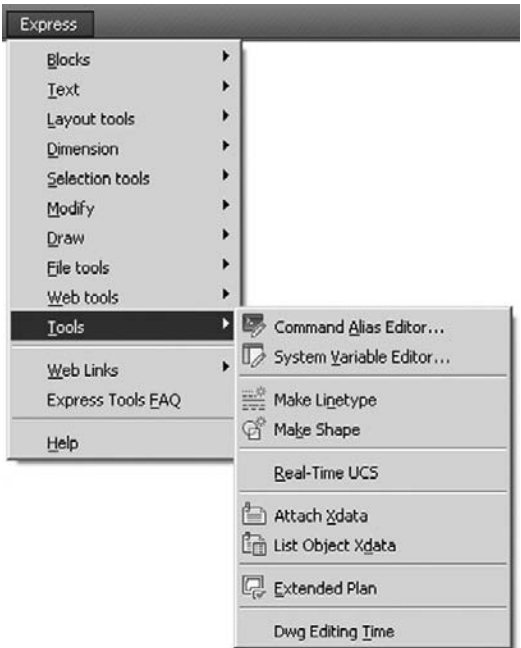 Express
Blocks
Text
Layout tools
Dimension
Selection tools
Modify
Draw
File tools
Web tools
Tools
Web Links
Express Tools FAQ
Help
Command Alias Editor...
System Variable Editor...
Make Linetype
Make Shape
Real-Time UCS
Attach Xdata
List Object Xdata
Extended Plan
Dwg Editing Time